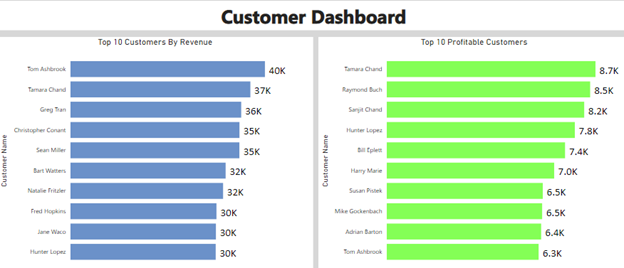 Customer Dashboard
Top 10 Customers By Revenue
Customer Name
Tom Ashbrook 40K
Tamara Chand 37K
Greg Tran 36K
Christopher Conant 35K
Sean Miller 35K
Bart Watters 32K
Natalie Fritzler 32K
Fred Hopkins 30K
Jane Waco 30K
Hunter Lopez 30K
Top 10 Profitable Customers
Customer Name
Tamara Chand 8.7K
Raymond Buch 8.5K
Sanjit Chand 8.2K
Hunter Lopez 7.8K
Bill Eplett 7.4K
Harry Marie 7.0K
Susan Pistek 6.5K
Mike Gockenbach 6.5K
Adrian Barton 6.4K
Tom Ashbrook 6.3K